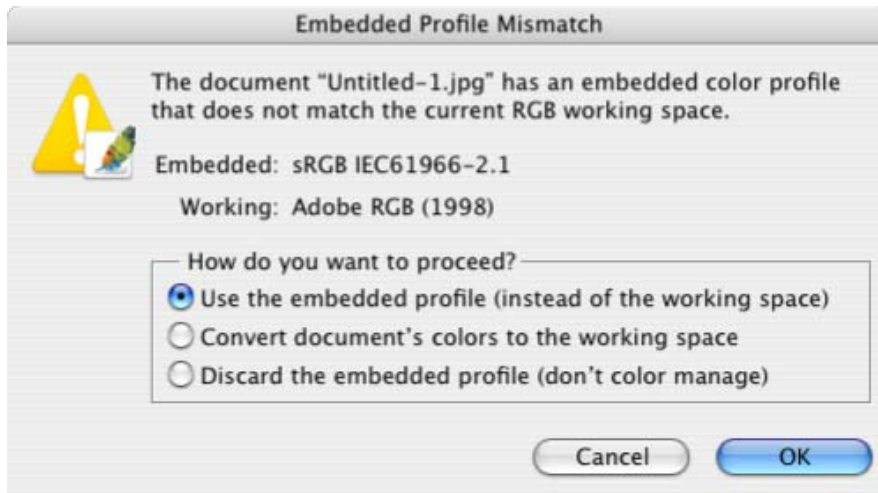 Embedded Profile Mismatch
The document “Untitled-1.jpg” has an embedded color profile
that does not match the current RGB working space.
Embedded: sRGB IEC61966-2.1
Working: Adobe RGB (1998)
How do you want to proceed?
Use the embedded profile (instead of the working space)
Convert document’s colors to the working space
Discard the embedded profile (don’t color manage)
Cancel OK